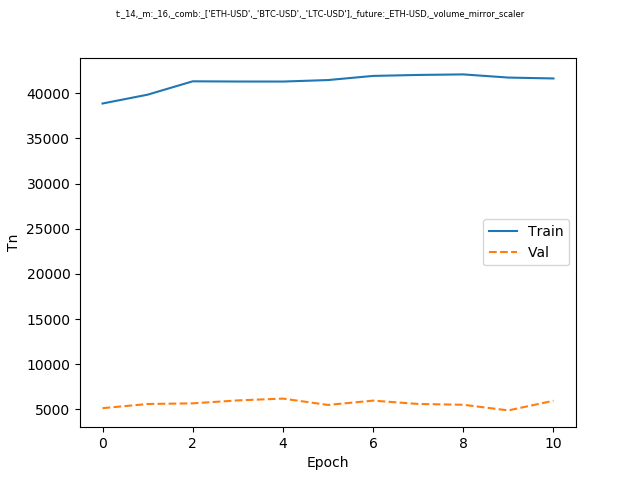 t:_14,_m:_16,_comb:_['ETH-USD',_'BTC-USD',_'LTC-USD'],_future:_ETH-USD,_volume_mirror_scaler
40000
35000
30000
25000
20000
15000
10000
5000
Tn
Train
Val
0 2 4 6 8 10
Epoch